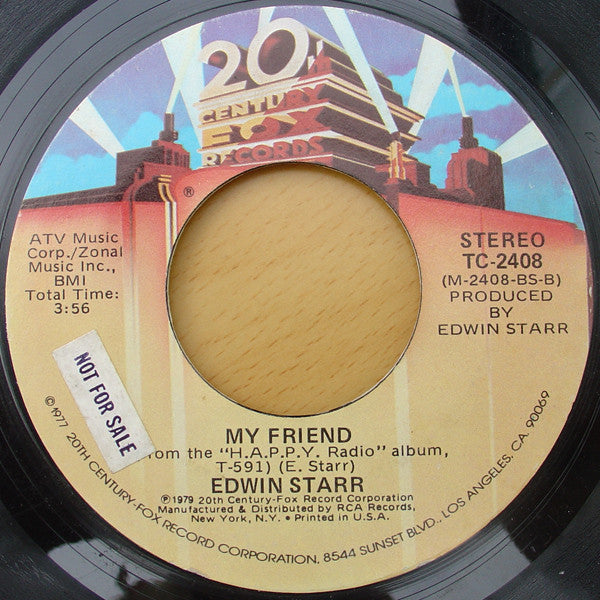 20th
CENTURY
FOX
RECORDS
®
ATV Music
Corp./Zonal
Music Inc.,
BMI
Total Time:
3:56
STEREO
TC-2408
(M-2408-BS-B)
PRODUCED
BY
EDWIN STARR
NOT FOR SALE
MY FRIEND
rom the "H.A.P.P.Y. Radio" album,
T-591) (E. Starr)
EDWIN STARR
℗1979 20th Century-Fox Record Corporation
Manufactured & Distributed by RCA Records,
New York, N.Y. • Printed in U.S.A.
©1977 20TH CENTURY-FOX RECORD CORPORATION, 8544 SUNSET BLVD., LOS ANGELES, CA. 90069